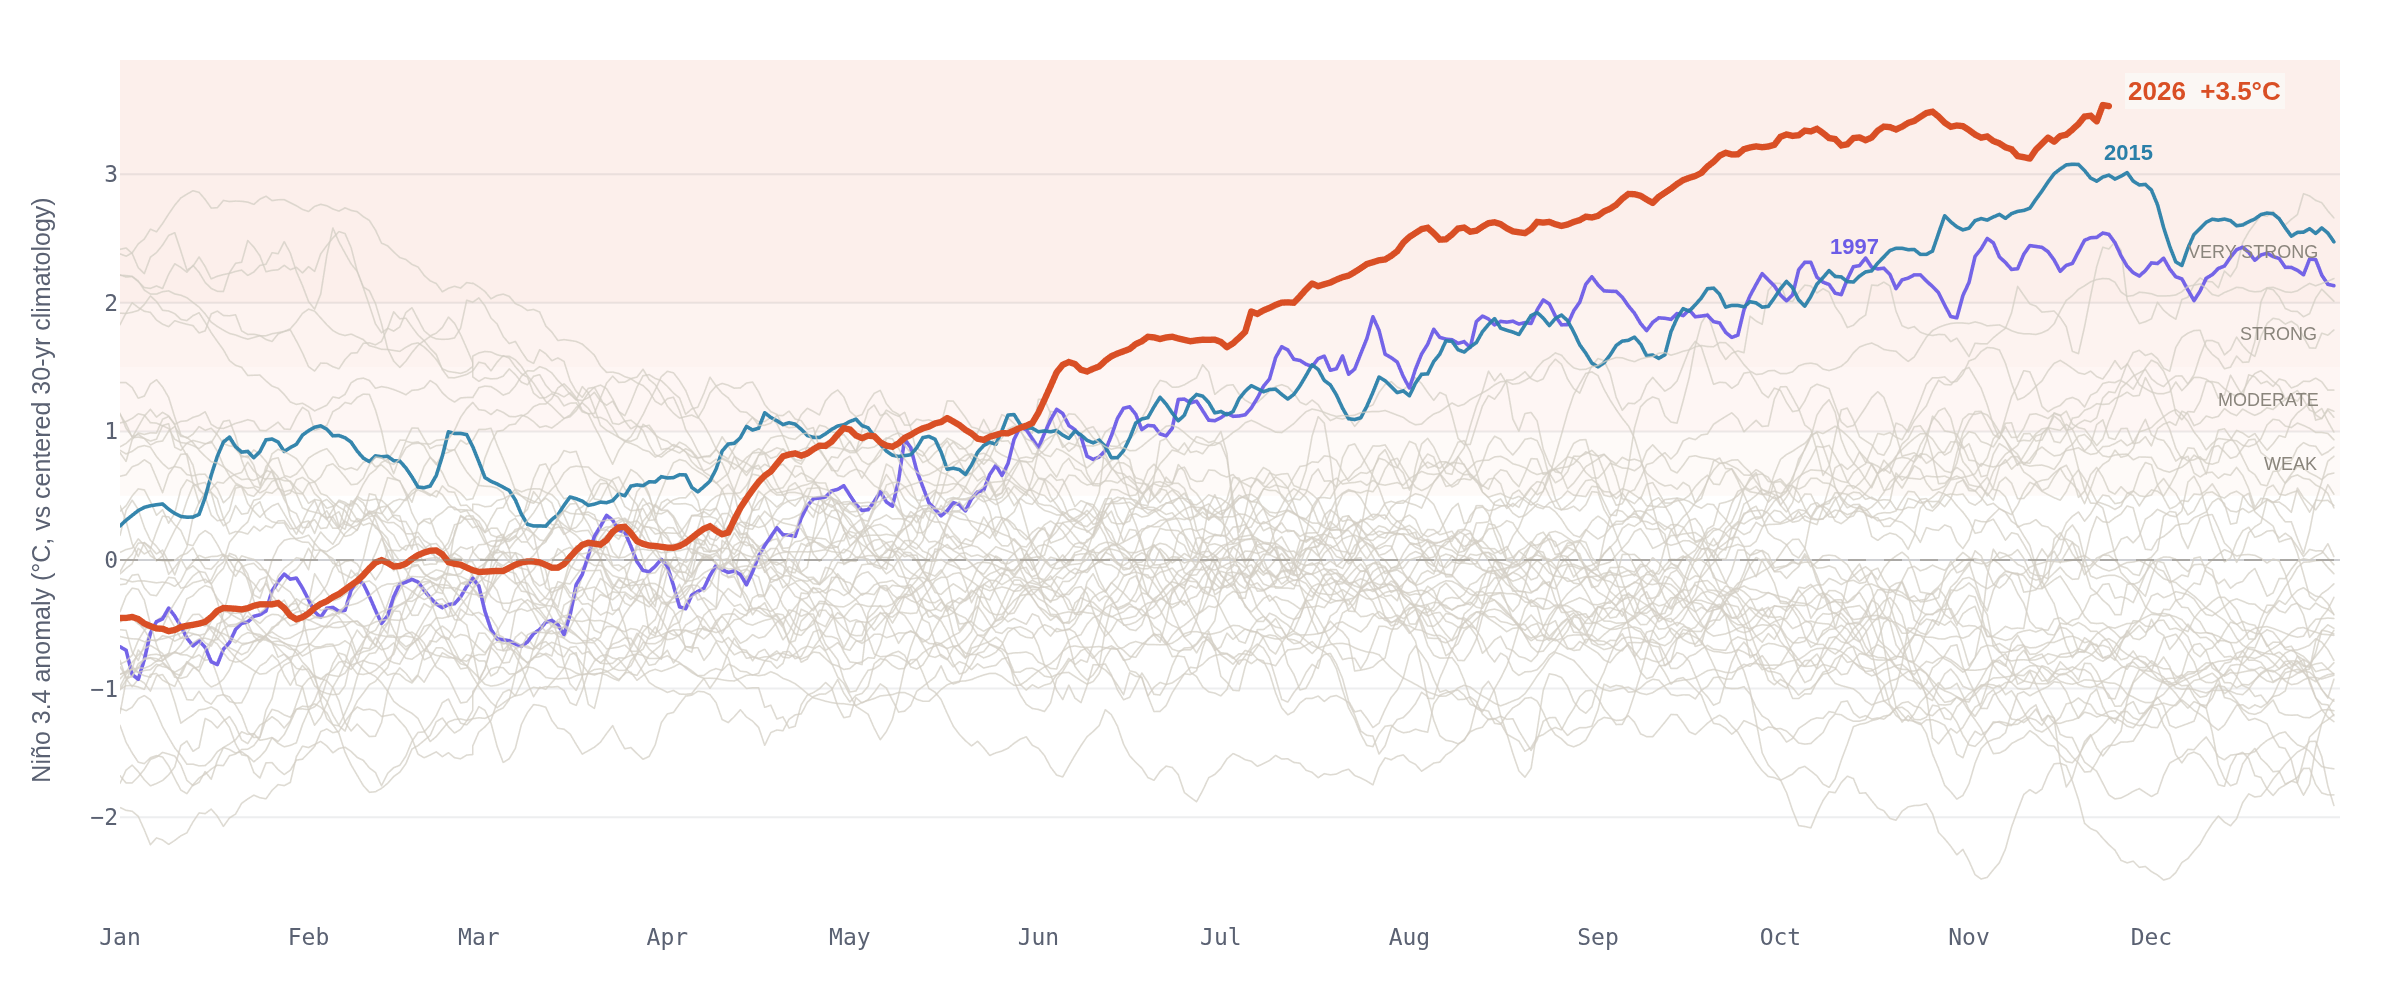 2026 +3.5°C
2015
1997
VERY STRONG
STRONG
MODERATE
WEAK
Niño 3.4 anomaly (°C, vs centered 30-yr climatology)
3
2
1
0
−1
−2
Jan Feb Mar Apr May Jun Jul Aug Sep Oct Nov Dec